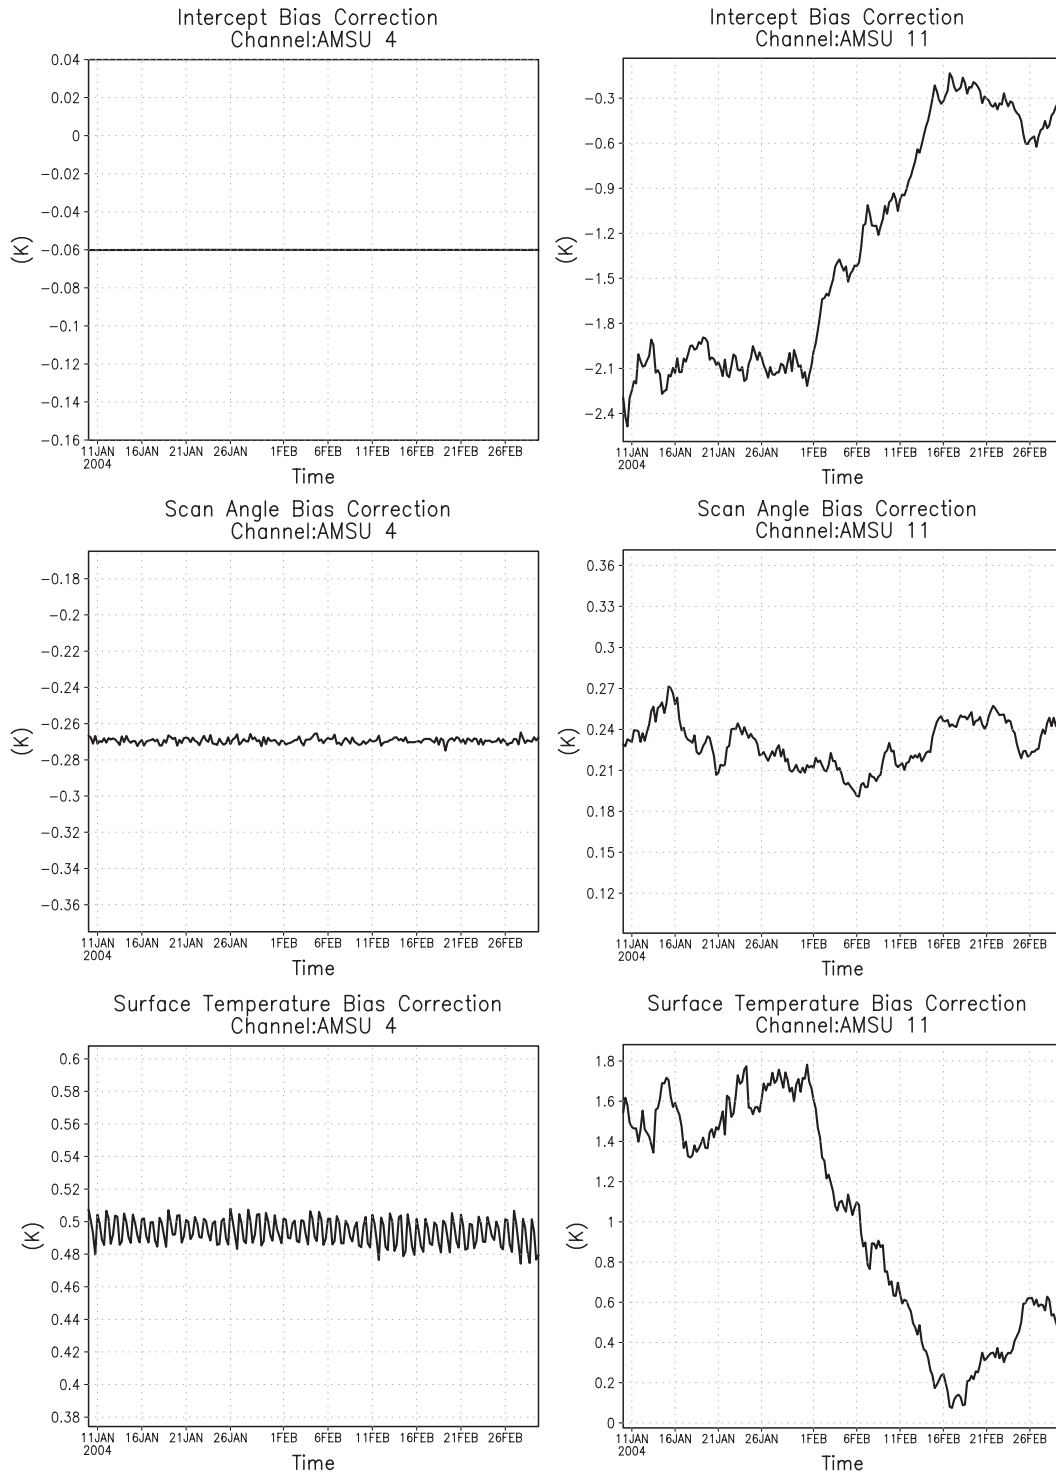 Intercept Bias Correction
Channel:AMSU 4
0.04
0.02
0
−0.02
−0.04
−0.06
−0.08
−0.1
−0.12
−0.14
−0.16
(K)
11JAN 16JAN 21JAN 26JAN 1FEB 6FEB 11FEB 16FEB 21FEB 26FEB
2004
Time
Intercept Bias Correction
Channel:AMSU 11
−0.3
−0.6
−0.9
−1.2
−1.5
−1.8
−2.1
−2.4
(K)
11JAN 16JAN 21JAN 26JAN 1FEB 6FEB 11FEB 16FEB 21FEB 26FEB
2004
Time
Scan Angle Bias Correction
Channel:AMSU 4
−0.18
−0.2
−0.22
−0.24
−0.26
−0.28
−0.3
−0.32
−0.34
−0.36
(K)
11JAN 16JAN 21JAN 26JAN 1FEB 6FEB 11FEB 16FEB 21FEB 26FEB
2004
Time
Scan Angle Bias Correction
Channel:AMSU 11
0.36
0.33
0.3
0.27
0.24
0.21
0.18
0.15
0.12
(K)
11JAN 16JAN 21JAN 26JAN 1FEB 6FEB 11FEB 16FEB 21FEB 26FEB
2004
Time
Surface Temperature Bias Correction
Channel:AMSU 4
0.6
0.58
0.56
0.54
0.52
0.5
0.48
0.46
0.44
0.42
0.4
0.38
(K)
11JAN 16JAN 21JAN 26JAN 1FEB 6FEB 11FEB 16FEB 21FEB 26FEB
2004
Time
Surface Temperature Bias Correction
Channel:AMSU 11
1.8
1.6
1.4
1.2
1
0.8
0.6
0.4
0.2
0
(K)
11JAN 16JAN 21JAN 26JAN 1FEB 6FEB 11FEB 16FEB 21FEB 26FEB
2004
Time